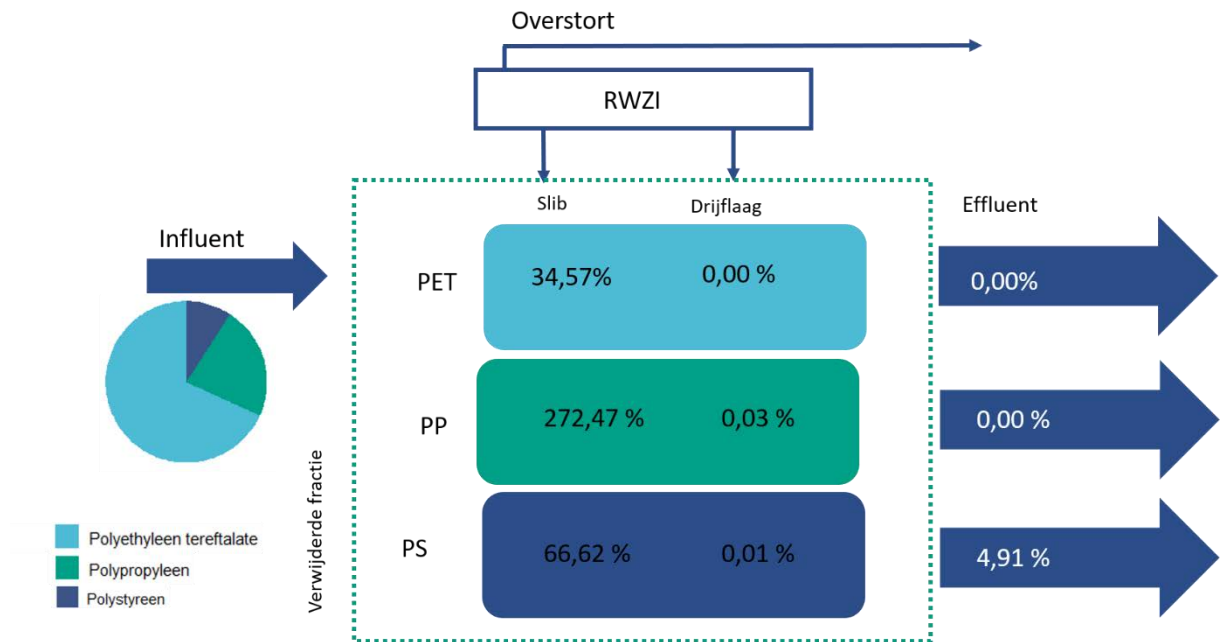 Overstort
RWZI
Slib
Drijflaag
Effluent
Influent
PET
34,57%
0,00 %
0,00%
PP
272,47 %
0,03 %
0,00 %
PS
66,62 %
0,01 %
4,91 %
Verwijderde fractie
Polyethyleen tereftalate
Polypropyleen
Polystyreen